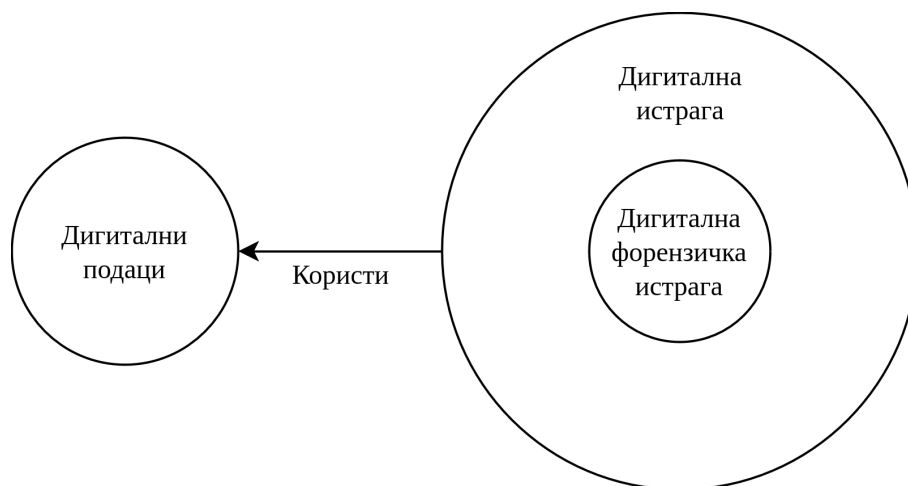 Дигитална
истрага
Дигитални
подаци
Користи
Дигитална
форензичка
истрага